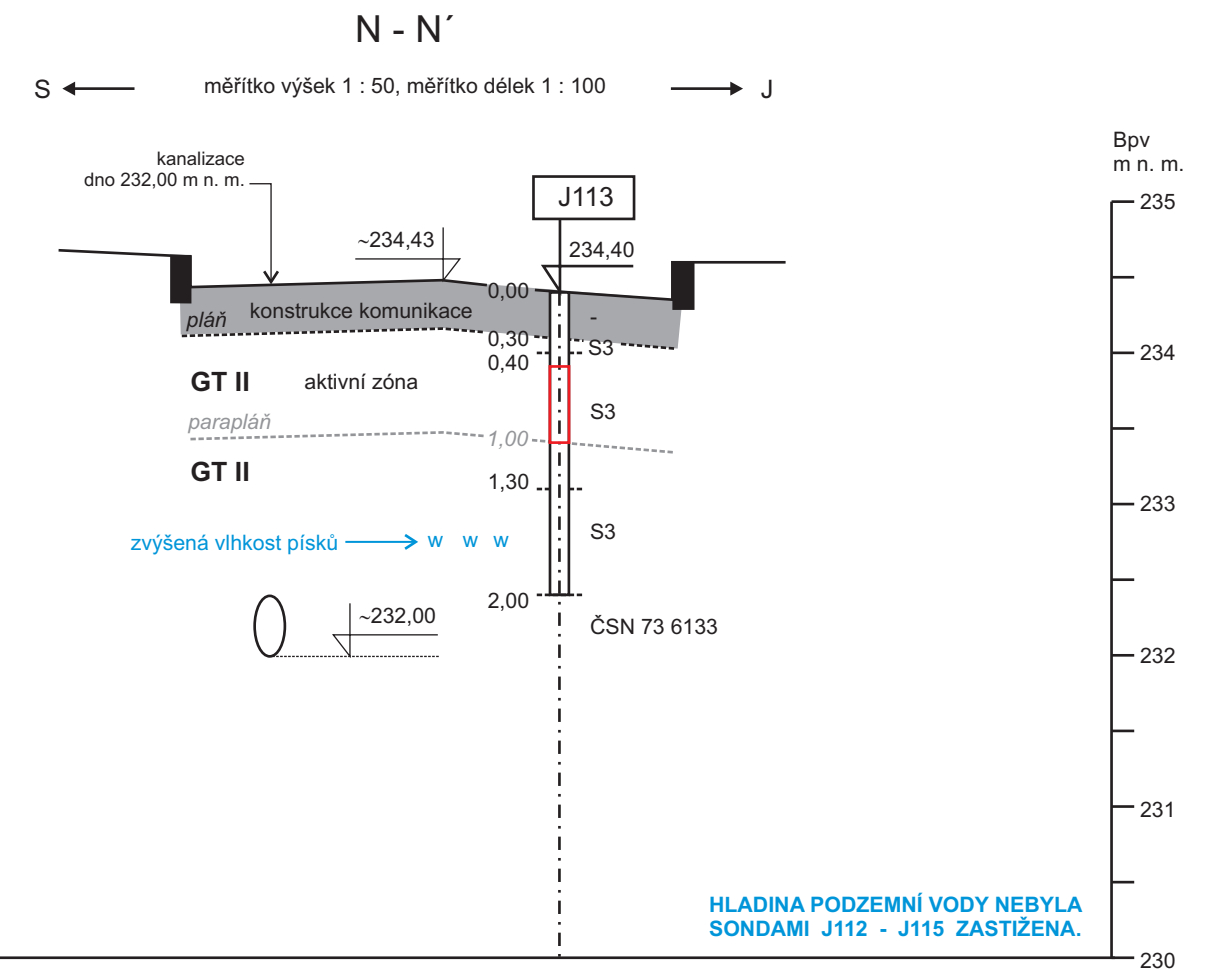 N - N´
S
měřítko výšek 1 : 50, měřítko délek 1 : 100
J
Bpv
m n. m.
kanalizace
dno 232,00 m n. m.
J113
235
~234,43
234,40
0,00
konstrukce komunikace
-
pláň
0,30
S3
0,40
234
GT II
aktivní zóna
S3
parapláň
1,00
GT II
1,30
233
S3
zvýšená vlhkost písků
w w w
2,00
~232,00
ČSN 73 6133
232
231
HLADINA PODZEMNÍ VODY NEBYLA
SONDAMI J112 - J115 ZASTIŽENA.
230